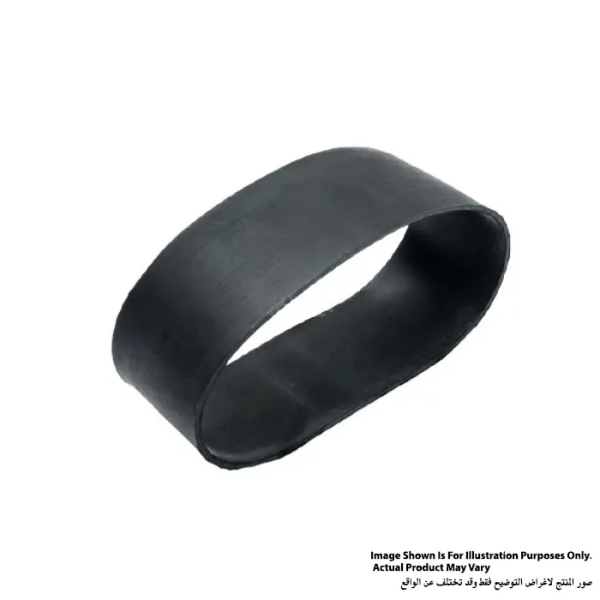 Image Shown Is For Illustration Purposes Only.
Actual Product May Vary
صور المنتج لاغراض التوضيح فقط وقد تختلف عن الواقع